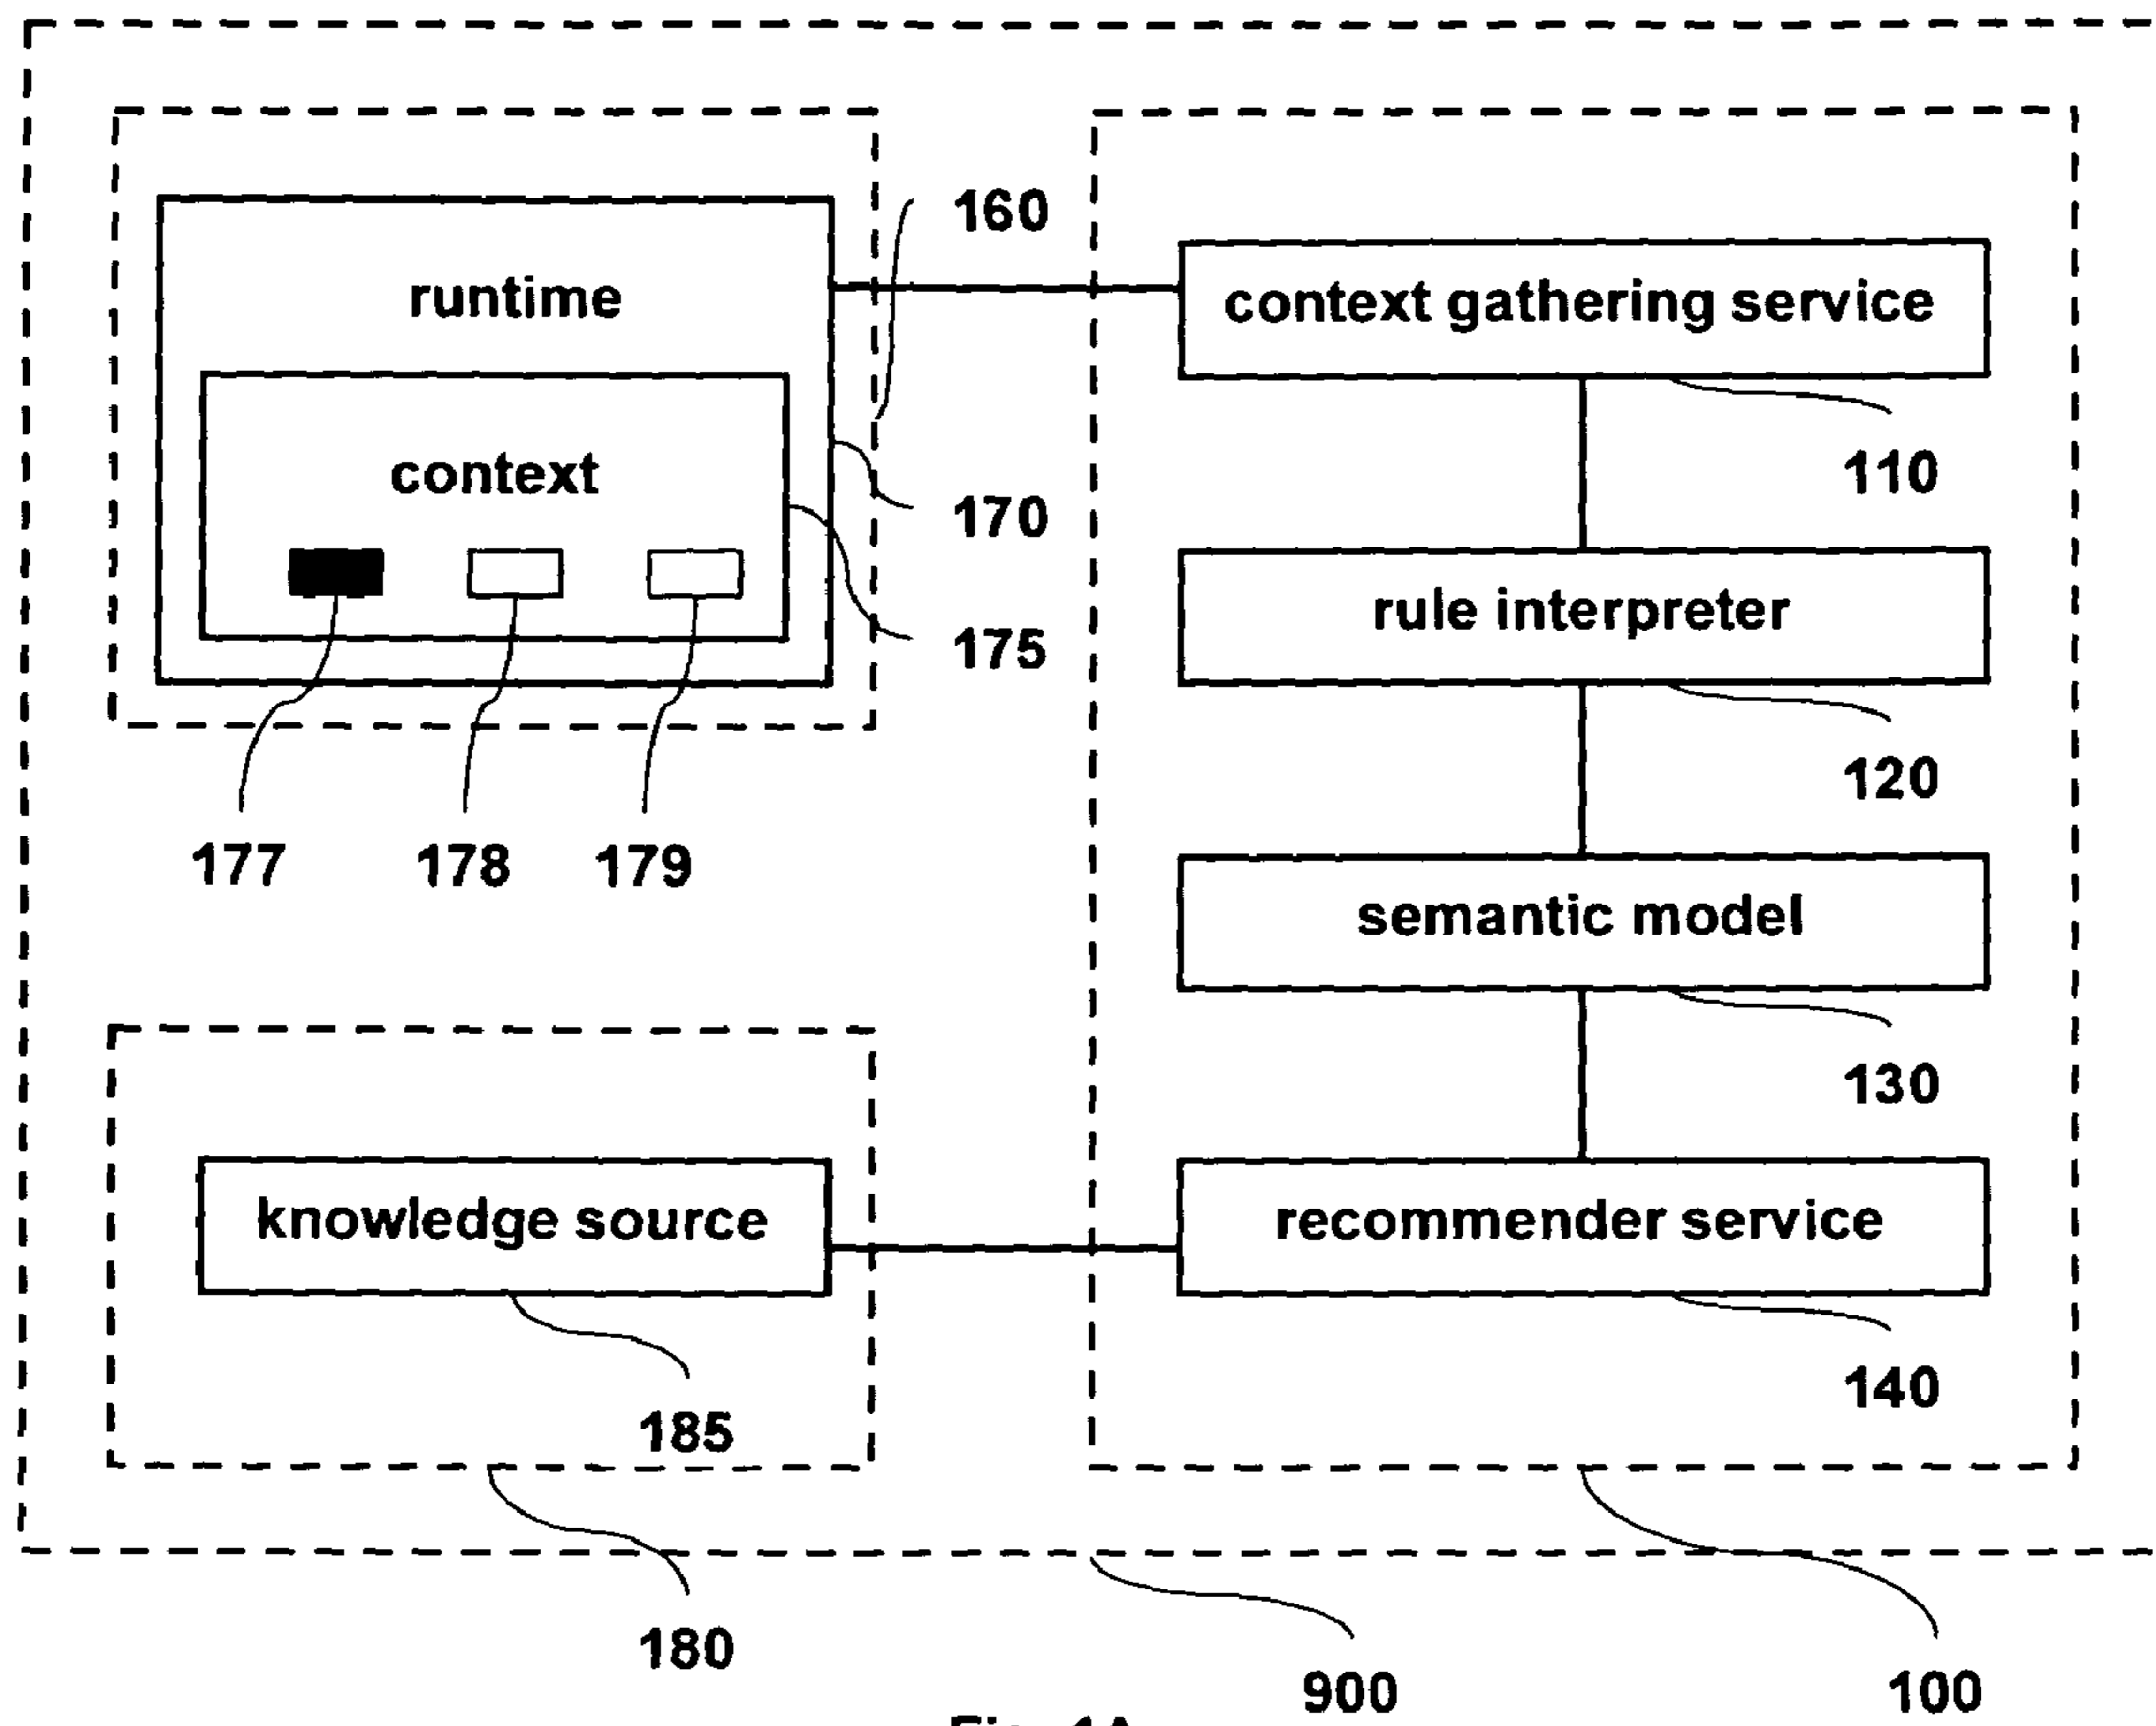 160
runtime
context gathering service
context
110
170
rule interpreter
175
120
177 178 179
semantic model
130
knowledge source
recommender service
140
185
180
900
100